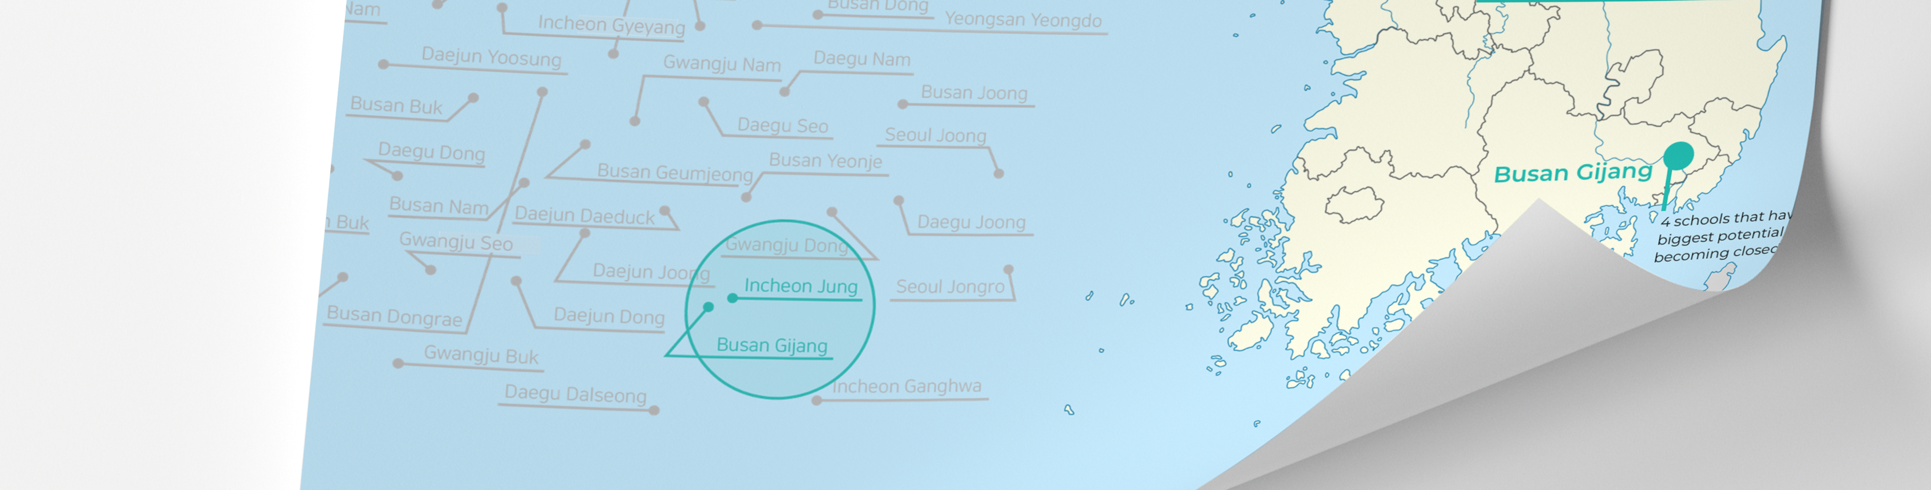 Nam
Incheon Gyeyang
Busan Dong
Yeongsan Yeongdo
Daejun Yoosung
Gwangju Nam
Daegu Nam
Busan Buk
Busan Joong
Daegu Seo
Seoul Joong
Daegu Dong
Busan Geumjeong
Busan Yeonje
Busan Nam
Daejun Daeduck
Daegu Joong
Buk
Gwangju Seo
Gwangju Dong
Daejun Joong
Incheon Jung
Seoul Jongro
Busan Dongrae
Daejun Dong
Busan Gijang
Gwangju Buk
Daegu Dalseong
Incheon Ganghwa
Busan Gijang
4 schools that hav
biggest potential
becoming closed